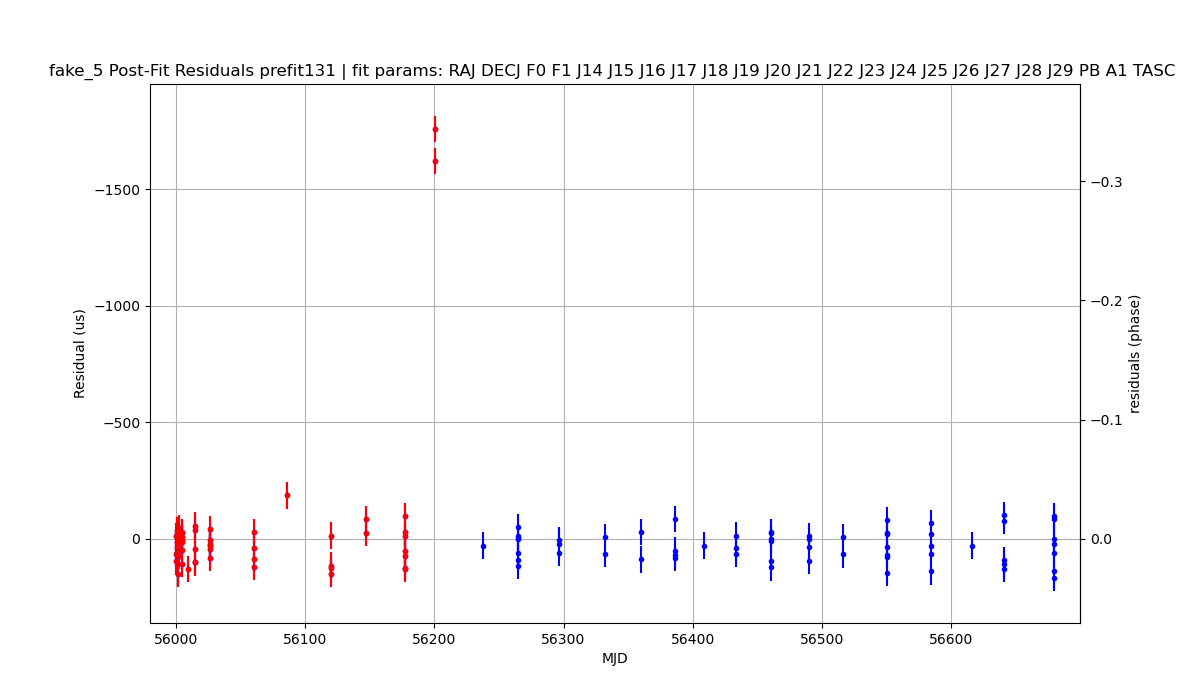 fake_5 Post-Fit Residuals prefit131 | fit params: RAJ DECJ F0 F1 J14 J15 J16 J17 J18 J19 J20 J21 J22 J23 J24 J25 J26 J27 J28 J29 PB A1 TASC
−1500
−1000
−500
0
Residual (us)
−0.3
−0.2
−0.1
0.0
residuals (phase)
56000 56100 56200 56300 56400 56500 56600
MJD